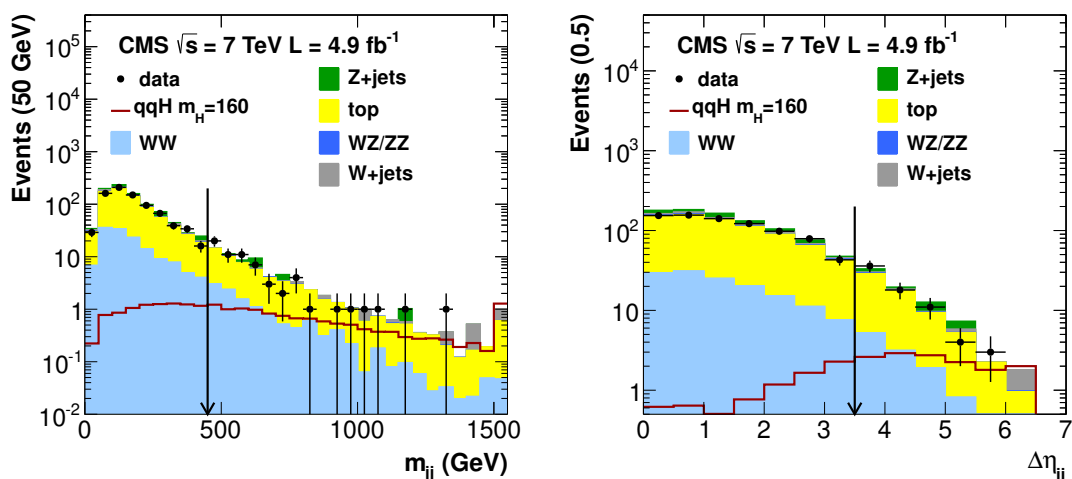 CMS √s = 7 TeV L = 4.9 fb⁻¹
data
qqH m_H=160
WW
Z+jets
top
WZ/ZZ
W+jets
Events (50 GeV)
10⁵
10⁴
10³
10²
10
1
10⁻¹
10⁻²
0 500 1000 1500
m_jj (GeV)
CMS √s = 7 TeV L = 4.9 fb⁻¹
data
qqH m_H=160
WW
Z+jets
top
WZ/ZZ
W+jets
Events (0.5)
10⁴
10³
10²
10
1
0 1 2 3 4 5 6 7
Δη_jj